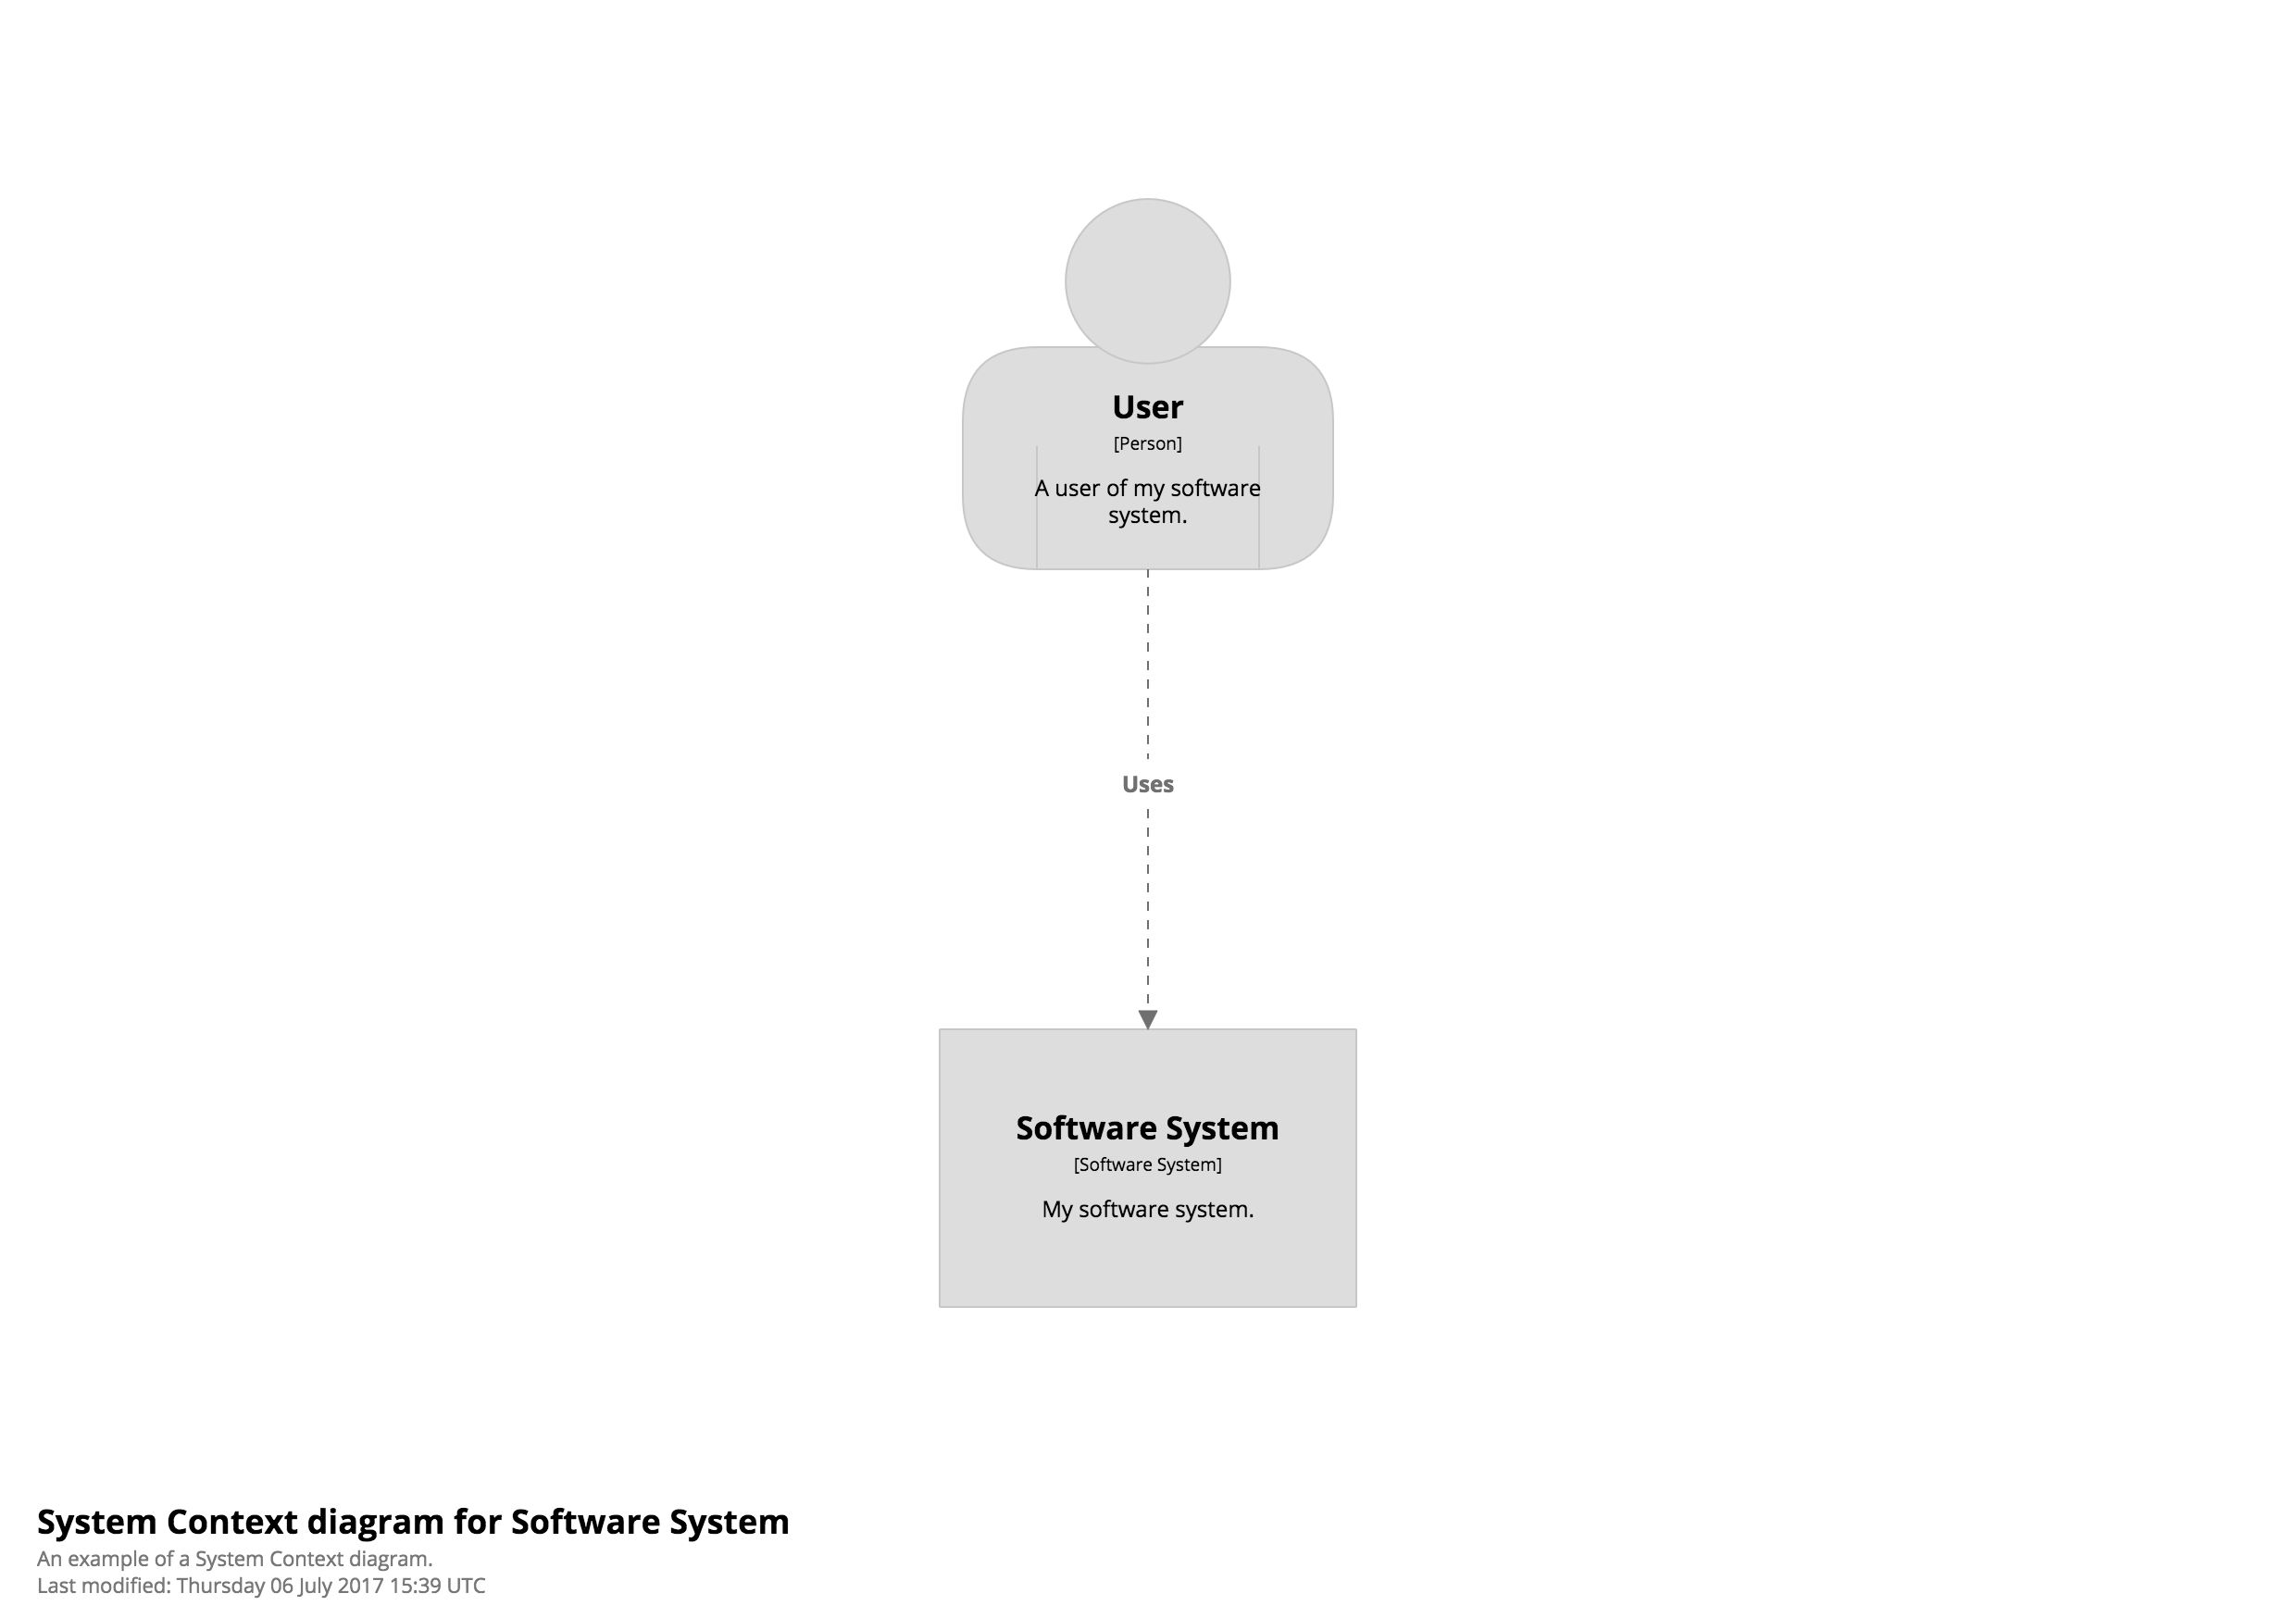 User
[Person]
A user of my software
system.
Uses
Software System
[Software System]
My software system.
System Context diagram for Software System
An example of a System Context diagram.
Last modified: Thursday 06 July 2017 15:39 UTC